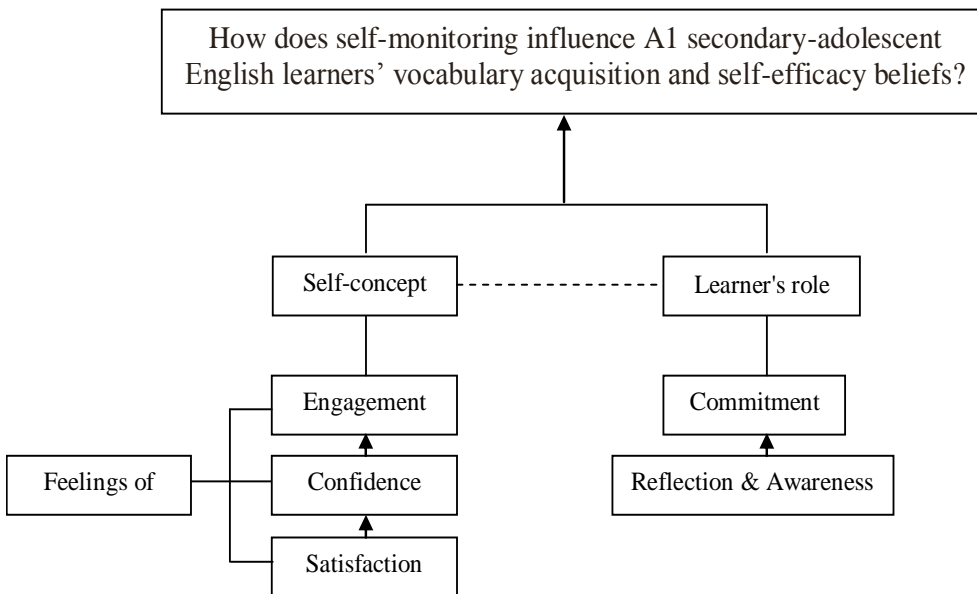 How does self-monitoring influence A1 secondary-adolescent
English learners’ vocabulary acquisition and self-efficacy beliefs?
Self-concept
Learner's role
Engagement
Commitment
Feelings of
Confidence
Reflection & Awareness
Satisfaction